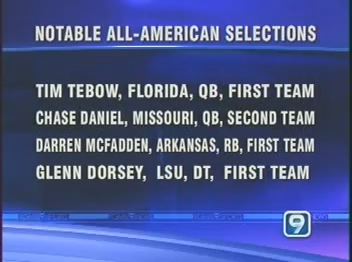 NOTABLE ALL-AMERICAN SELECTIONS
TIM TEBOW, FLORIDA, QB, FIRST TEAM
CHASE DANIEL, MISSOURI, QB, SECOND TEAM
DARREN MCFADDEN, ARKANSAS, RB, FIRST TEAM
GLENN DORSEY, LSU, DT, FIRST TEAM
9